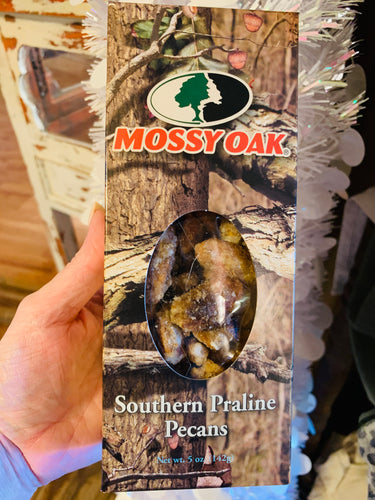 MOSSY OAK®
Southern Praline
Pecans
Net wt. 5 oz. (142g)